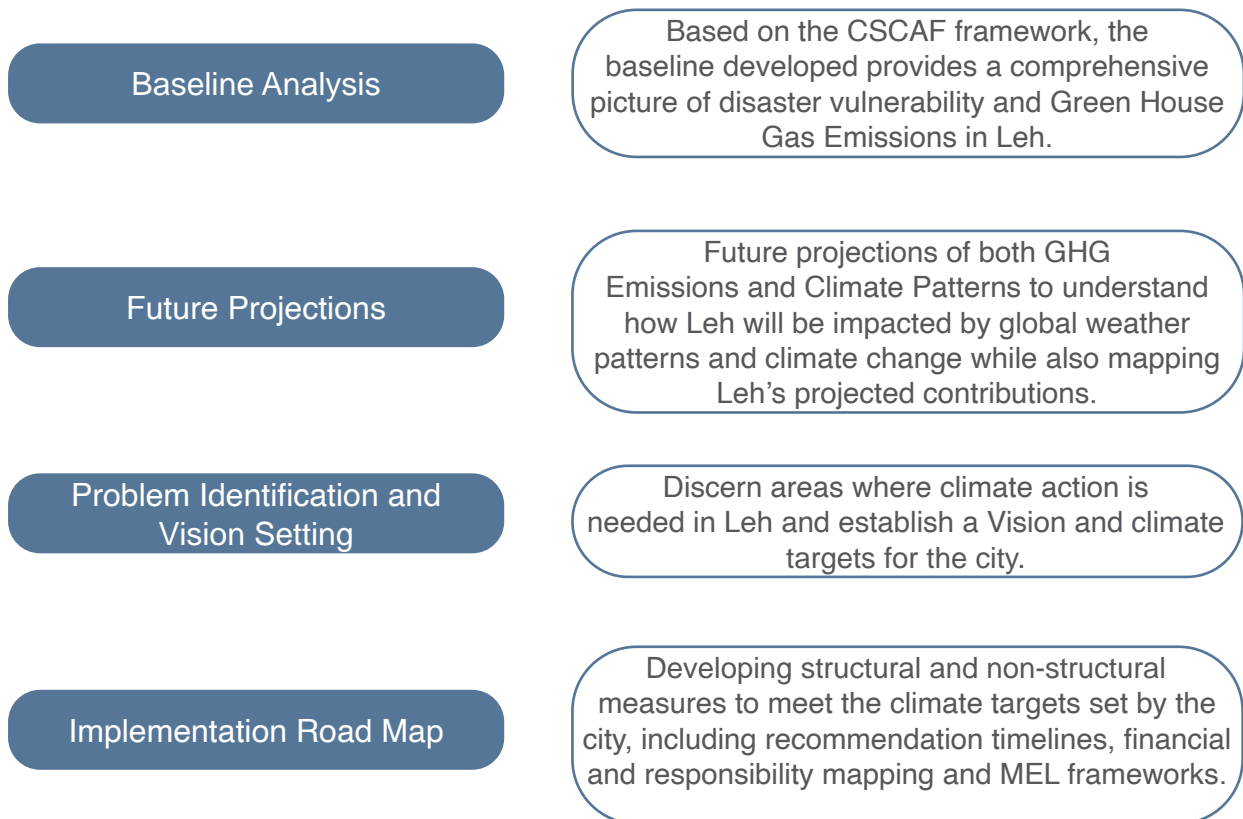 Baseline Analysis
Based on the CSCAF framework, the
baseline developed provides a comprehensive
picture of disaster vulnerability and Green House
Gas Emissions in Leh.
Future Projections
Future projections of both GHG
Emissions and Climate Patterns to understand
how Leh will be impacted by global weather
patterns and climate change while also mapping
Leh’s projected contributions.
Problem Identification and
Vision Setting
Discern areas where climate action is
needed in Leh and establish a Vision and climate
targets for the city.
Implementation Road Map
Developing structural and non-structural
measures to meet the climate targets set by the
city, including recommendation timelines, financial
and responsibility mapping and MEL frameworks.